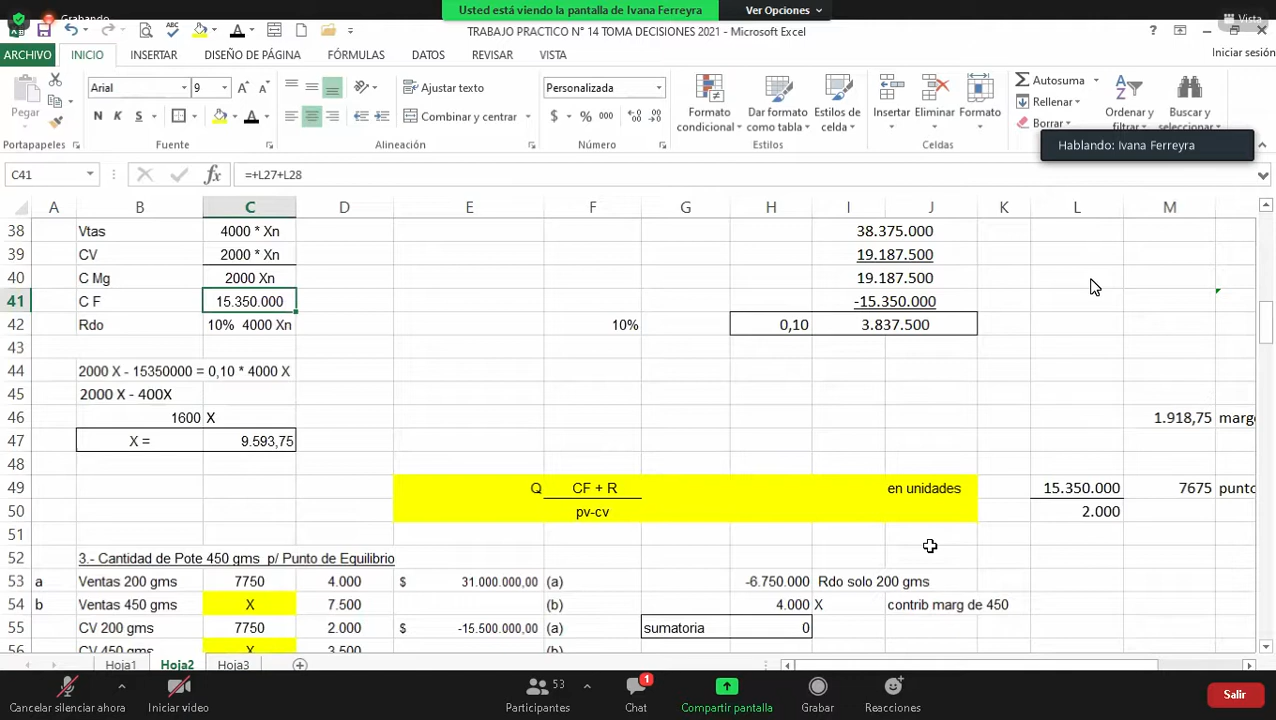 Grabando
Usted está viendo la pantalla de Ivana Ferreyra
Ver Opciones
Vista
TRABAJO PRACTICO N° 14 TOMA DECISIONES 2021 - Microsoft Excel
ARCHIVO INICIO INSERTAR DISEÑO DE PÁGINA FÓRMULAS DATOS REVISAR VISTA Iniciar sesión
Pegar
Arial 9
Ajustar texto
Personalizada
Formato condicional
Dar formato como tabla
Estilos de celda
Insertar Eliminar Formato
Autosuma
Rellenar
Borrar
Ordenar y filtrar
Buscar y seleccionar
N K S
Combinar y centrar
$ % 000
Portapapeles Fuente Alineación Número Estilos Celdas
Hablando: Ivana Ferreyra
C41 fx =+L27+L28
A B C D E F G H I J K L M
38 Vtas 4000 * Xn 38.375.000
39 CV 2000 * Xn 19.187.500
40 C Mg 2000 Xn 19.187.500
41 C F 15.350.000 -15.350.000
42 Rdo 10% 4000 Xn 10% 0,10 3.837.500
43
44 2000 X - 15350000 = 0,10 * 4000 X
45 2000 X - 400X
46 1600 X 1.918,75 marge
47 X = 9.593,75
48
49 Q CF + R en unidades 15.350.000 7675 punto
50 pv-cv 2.000
51
52 3.- Cantidad de Pote 450 gms p/ Punto de Equilibrio
53 a Ventas 200 gms 7750 4.000 $ 31.000.000,00 (a) -6.750.000 Rdo solo 200 gms
54 b Ventas 450 gms X 7.500 (b) 4.000 X contrib marg de 450
55 CV 200 gms 7750 2.000 $ -15.500.000,00 (a) sumatoria 0
56 CV 450 gms X 3.500 (b)
Hoja1 Hoja2 Hoja3
53
1
Cancelar silenciar ahora Iniciar video Participantes Chat Compartir pantalla Grabar Reacciones Salir